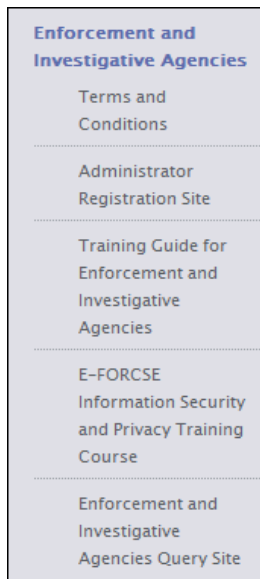 Enforcement and
Investigative Agencies
Terms and
Conditions
Administrator
Registration Site
Training Guide for
Enforcement and
Investigative
Agencies
E-FORCSE
Information Security
and Privacy Training
Course
Enforcement and
Investigative
Agencies Query Site